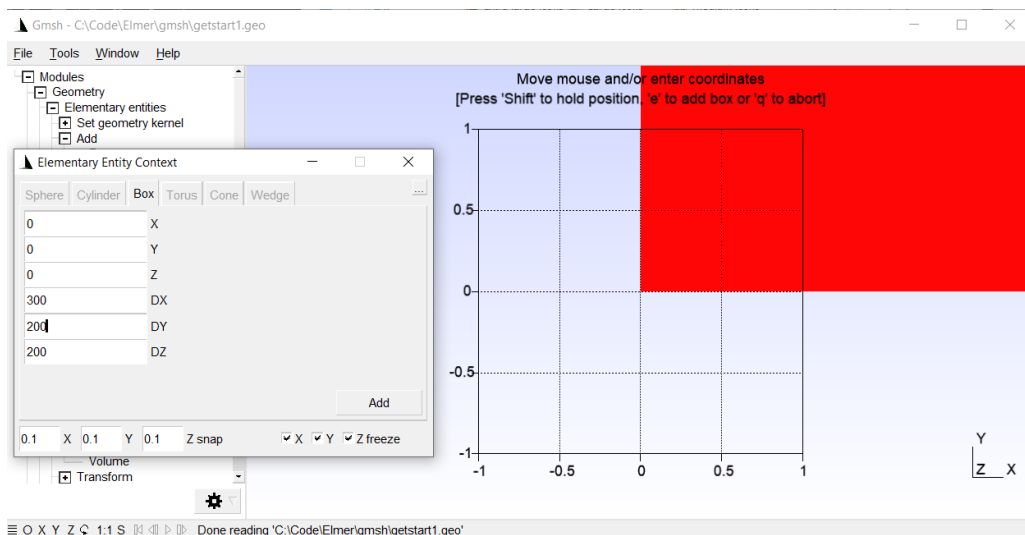 Gmsh - C:\Code\Elmer\gmsh\getstart1.geo
File Tools Window Help
Modules
Geometry
Elementary entities
Set geometry kernel
Add
Elementary Entity Context
Sphere Cylinder Box Torus Cone Wedge ...
0 X
0 Y
0 Z
300 DX
200 DY
200 DZ
Add
0.1 X 0.1 Y 0.1 Z snap X Y Z freeze
Volume
Transform
Move mouse and/or enter coordinates
[Press 'Shift' to hold position, 'e' to add box or 'q' to abort]
1
0.5
0
-0.5
-1
-1 -0.5 0 0.5 1
Y
Z X
O X Y Z 1:1 S Done reading 'C:\Code\Elmer\gmsh\getstart1.geo'